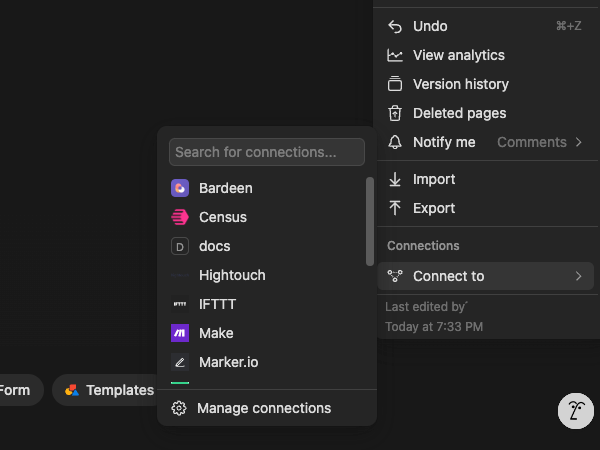 Undo ⌘+Z
View analytics
Version history
Deleted pages
Notify me Comments
Import
Export
Connections
Connect to
Last edited by
Today at 7:33 PM
Search for connections...
Bardeen
Census
D docs
Hightouch
IFTTT
Make
Marker.io
Manage connections
Form
Templates